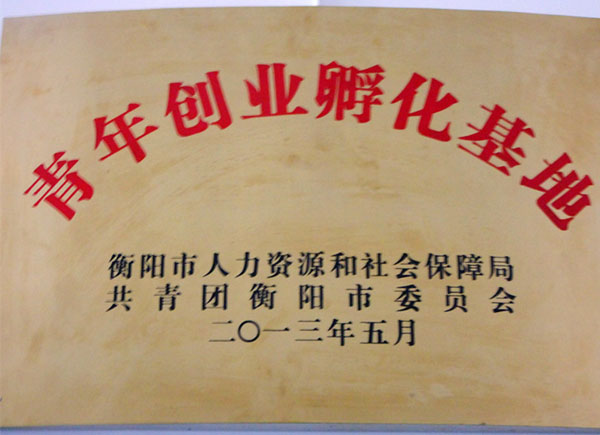 青年创业孵化基地
衡阳市人力资源和社会保障局
共青团衡阳市委员会
二〇一三年五月